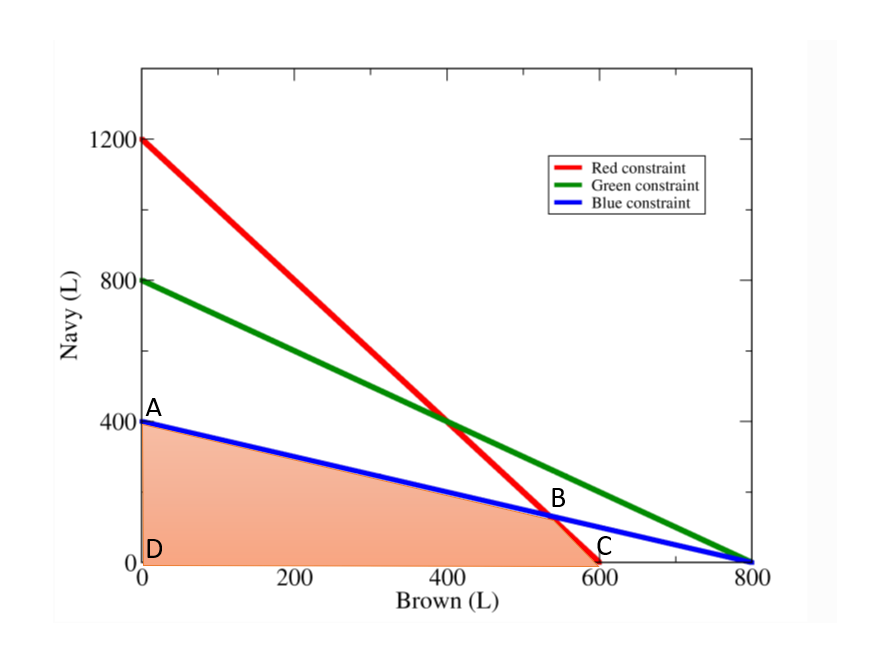 1200
Red constraint
Green constraint
Blue constraint
800
Navy (L)
A
400
B
C
D
0
0 200 400 600 800
Brown (L)